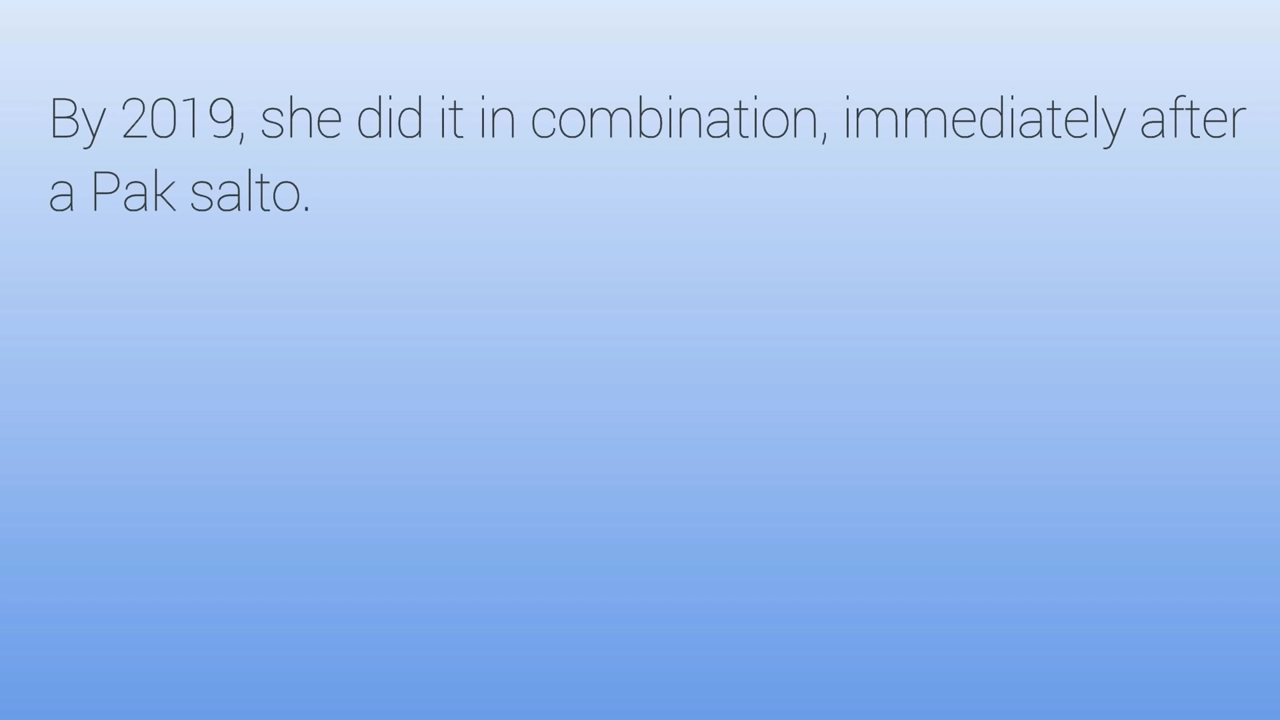 By 2019, she did it in combination, immediately after
a Pak salto.